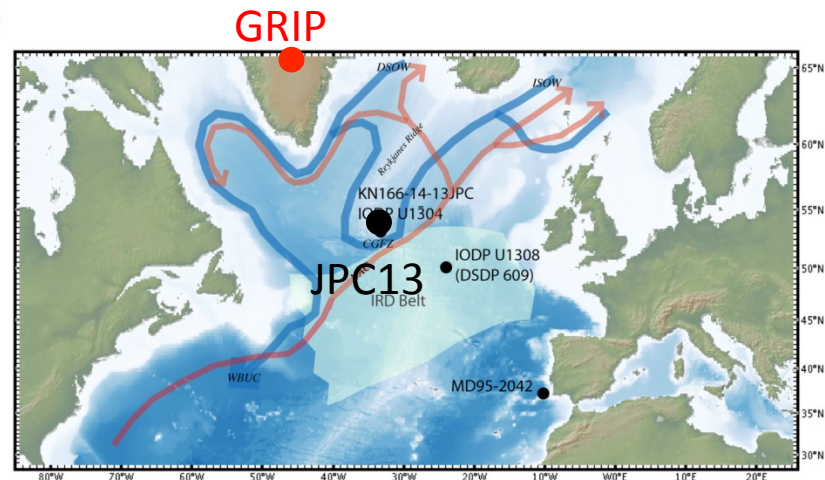 GRIP
DSOW
ISOW
65°N
Reykjanes Ridge
60°N
KN166-14-13JPC
IODP U1304
55°N
CGFZ
IODP U1308
(DSDP 609)
50°N
JPC13
IRD Belt
45°N
WBUC
MD95-2042
40°N
35°N
30°N
80°W 70°W 60°W 50°W 40°W 30°W 20°W 10°W W00°E 10°E 20°E